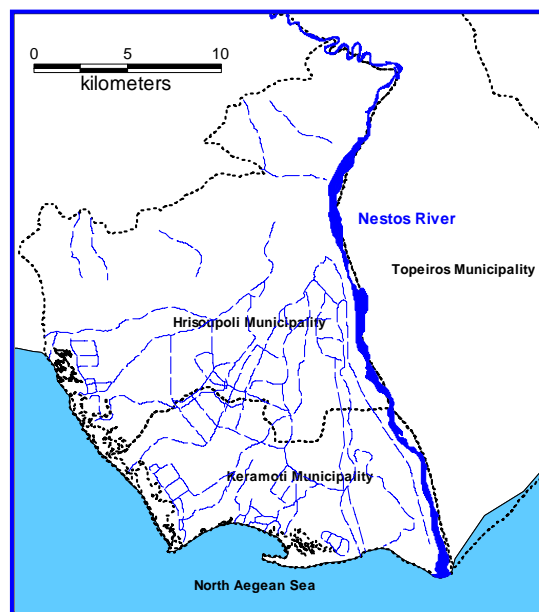 0 5 10
kilometers
Nestos River
Topeiros Municipality
Hrisoupoli Municipality
Keramoti Municipality
North Aegean Sea